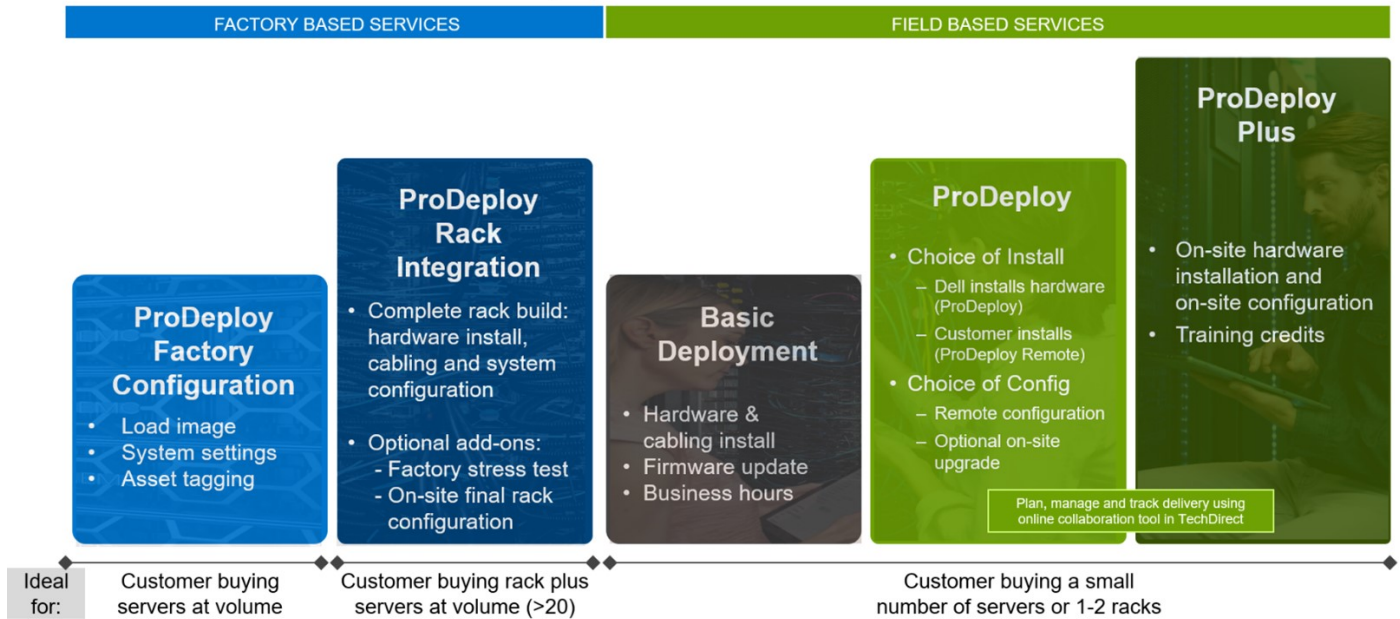 FACTORY BASED SERVICES
FIELD BASED SERVICES
ProDeploy
Factory
Configuration
• Load image
• System settings
• Asset tagging
ProDeploy
Rack
Integration
• Complete rack build:
hardware install,
cabling and system
configuration
• Optional add-ons:
- Factory stress test
- On-site final rack
configuration
Basic
Deployment
• Hardware &
cabling install
• Firmware update
• Business hours
ProDeploy
• Choice of Install
– Dell installs hardware
(ProDeploy)
– Customer installs
(ProDeploy Remote)
• Choice of Config
– Remote configuration
– Optional on-site
upgrade
ProDeploy
Plus
• On-site hardware
installation and
on-site configuration
• Training credits
Plan, manage and track delivery using
online collaboration tool in TechDirect
Ideal
for:
Customer buying
servers at volume
Customer buying rack plus
servers at volume (>20)
Customer buying a small
number of servers or 1-2 racks